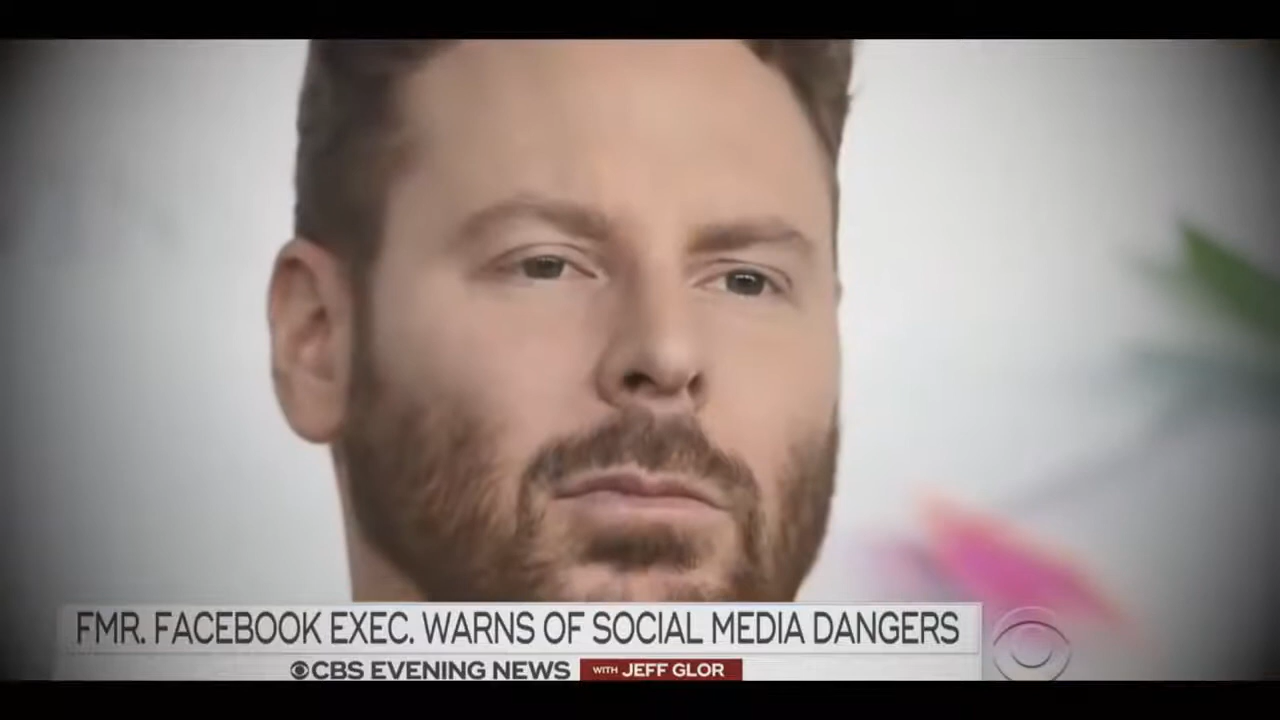 FMR. FACEBOOK EXEC. WARNS OF SOCIAL MEDIA DANGERS
CBS EVENING NEWS WITH JEFF GLOR